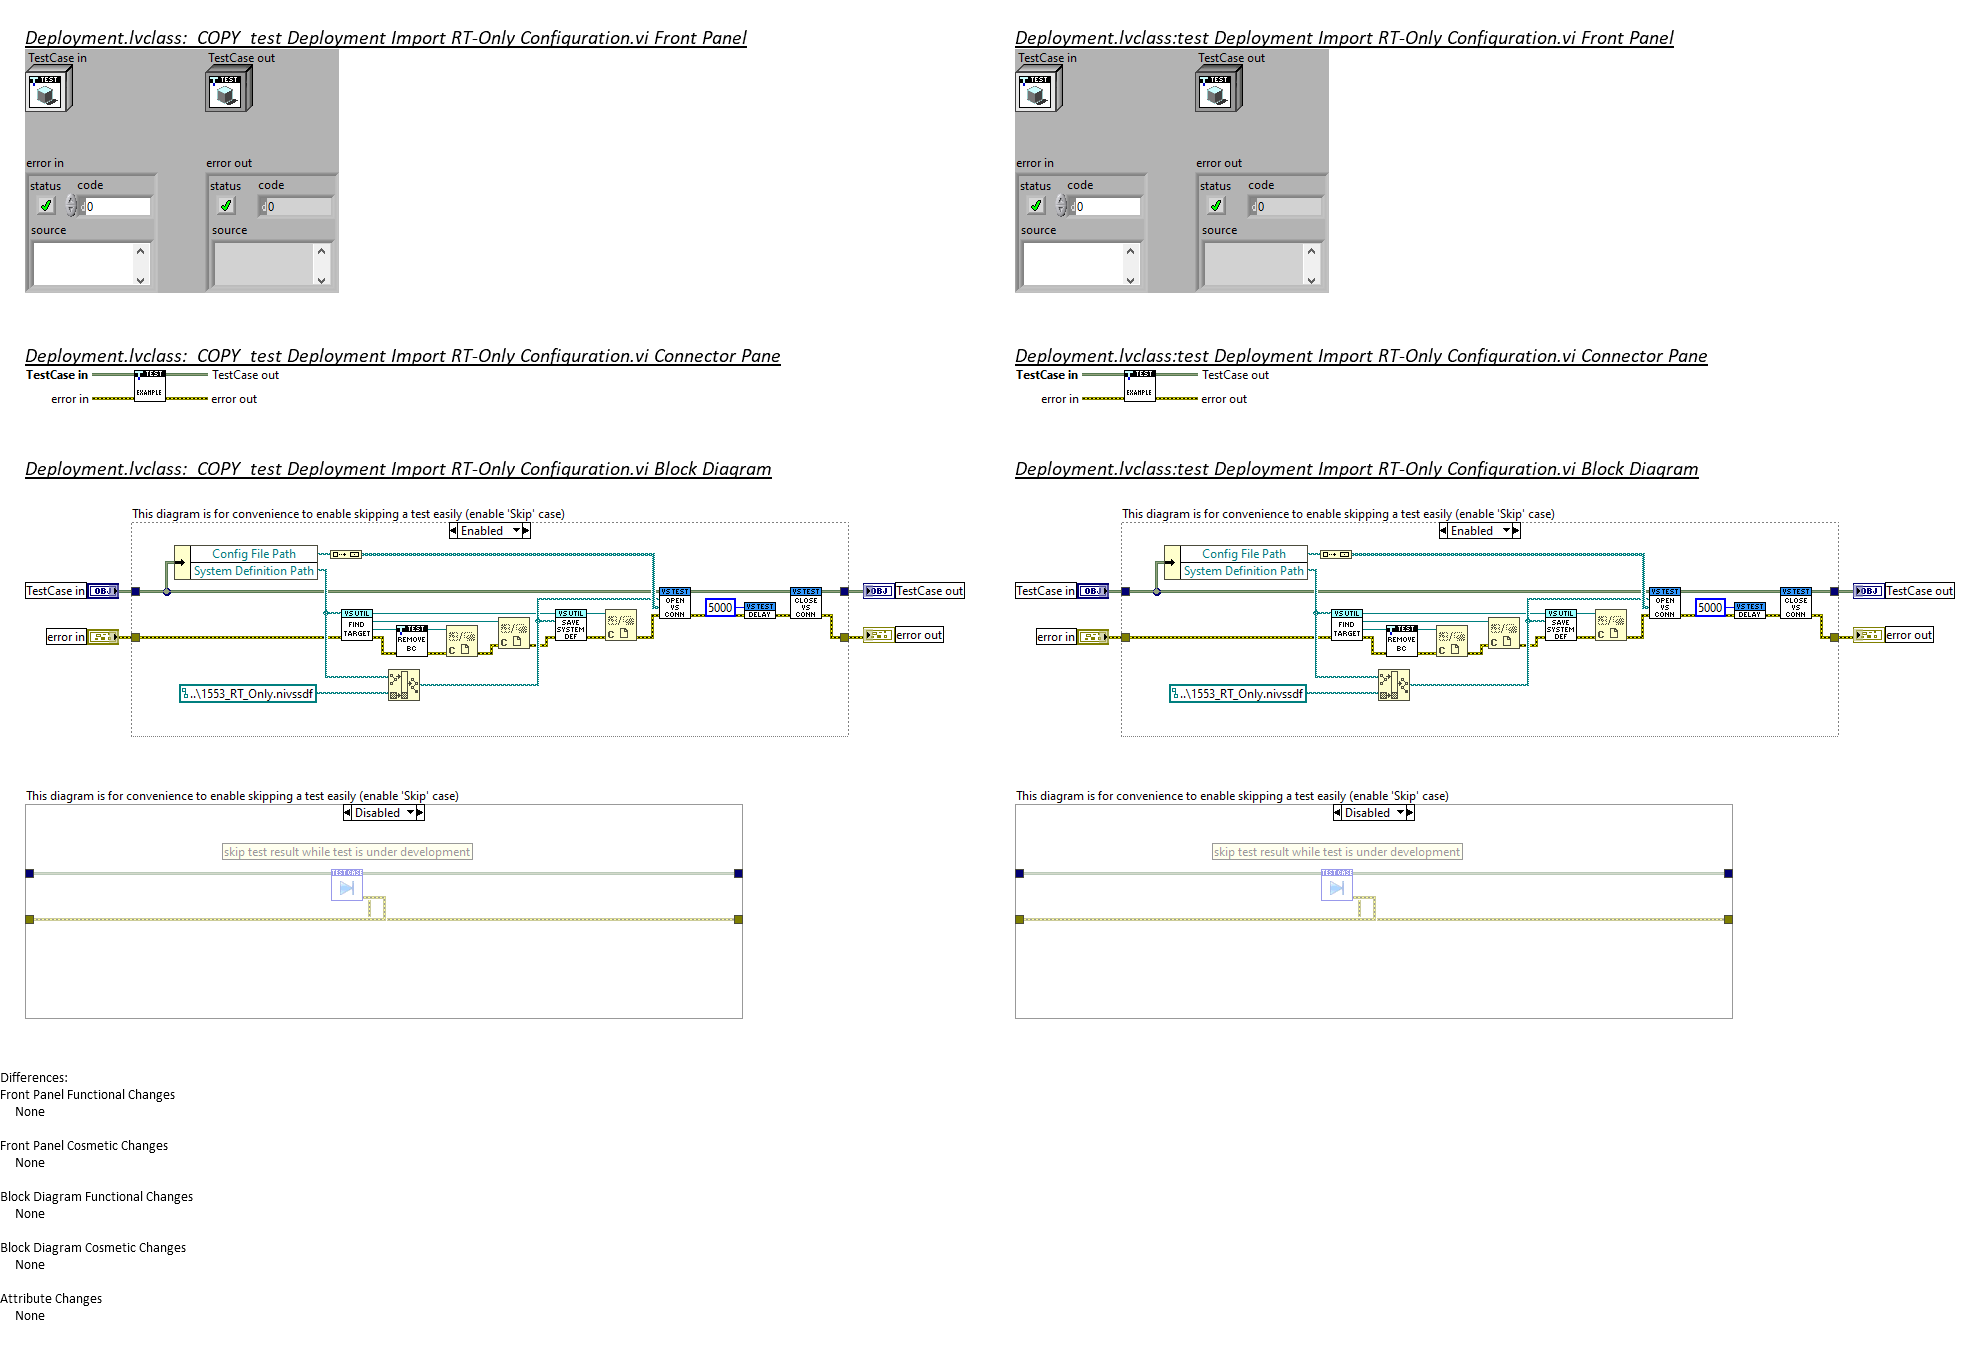 Deployment.lvclass:_COPY_test Deployment Import RT-Only Configuration.vi Front Panel
TestCase in
TestCase out
TEST
TEST
error in
error out
status
code
status
code
0
0
source
source
Deployment.lvclass:test Deployment Import RT-Only Configuration.vi Front Panel
TestCase in
TestCase out
TEST
TEST
error in
error out
status
code
status
code
0
0
source
source
Deployment.lvclass:_COPY_test Deployment Import RT-Only Configuration.vi Connector Pane
TestCase in
TEST
TestCase out
EXAMPLE
error in
error out
Deployment.lvclass:test Deployment Import RT-Only Configuration.vi Connector Pane
TestCase in
TEST
TestCase out
EXAMPLE
error in
error out
Deployment.lvclass:_COPY_test Deployment Import RT-Only Configuration.vi Block Diagram
This diagram is for convenience to enable skipping a test easily (enable 'Skip' case)
Enabled
Config File Path
System Definition Path
TestCase in
OBJ
error in
VS UTIL
FIND
TARGET
TEST
REMOVE
BC
C
C
VS UTIL
SAVE
SYSTEM
DEF
C
VS TEST
OPEN
VS
CONN
5000
VS TEST
DELAY
VS TEST
CLOSE
VS
CONN
OBJ
TestCase out
error out
..\1553_RT_Only.nivssdf
Deployment.lvclass:test Deployment Import RT-Only Configuration.vi Block Diagram
This diagram is for convenience to enable skipping a test easily (enable 'Skip' case)
Enabled
Config File Path
System Definition Path
TestCase in
OBJ
error in
VS UTIL
FIND
TARGET
TEST
REMOVE
BC
C
C
VS UTIL
SAVE
SYSTEM
DEF
C
VS TEST
OPEN
VS
CONN
5000
VS TEST
DELAY
VS TEST
CLOSE
VS
CONN
OBJ
TestCase out
error out
..\1553_RT_Only.nivssdf
This diagram is for convenience to enable skipping a test easily (enable 'Skip' case)
Disabled
skip test result while test is under development
TEST CASE
This diagram is for convenience to enable skipping a test easily (enable 'Skip' case)
Disabled
skip test result while test is under development
TEST CASE
Differences:
Front Panel Functional Changes
None
Front Panel Cosmetic Changes
None
Block Diagram Functional Changes
None
Block Diagram Cosmetic Changes
None
Attribute Changes
None